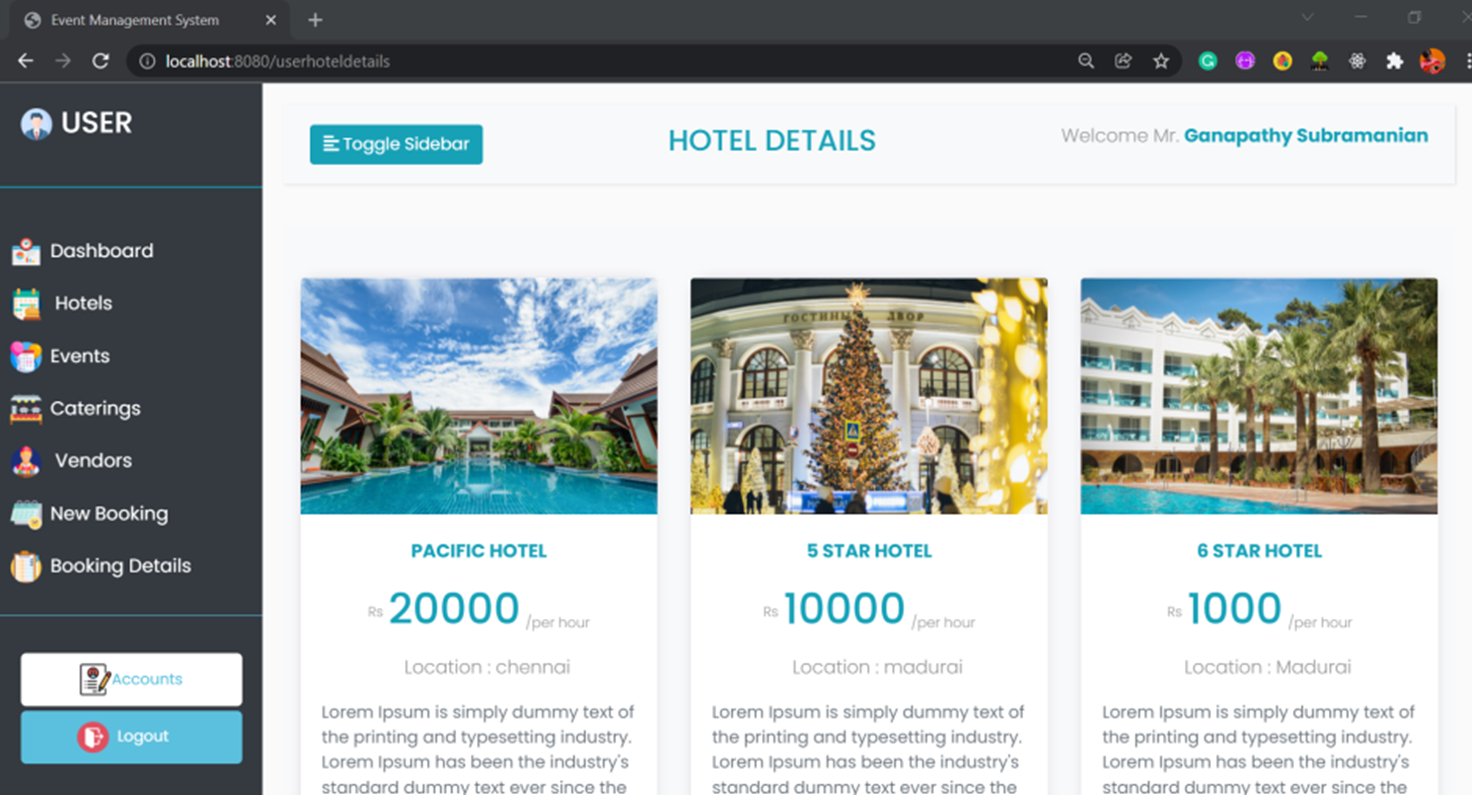 Event Management System
localhost:8080/userhoteldetails
USER
Toggle Sidebar
HOTEL DETAILS
Welcome Mr. Ganapathy Subramanian
Dashboard
Hotels
Events
Caterings
Vendors
New Booking
Booking Details
Accounts
Logout
ГОСТИНЫ ДВОР
PACIFIC HOTEL
Rs 20000 /per hour
Location : chennai
Lorem Ipsum is simply dummy text of
the printing and typesetting industry.
Lorem Ipsum has been the industry's
standard dummy text ever since the
5 STAR HOTEL
Rs 10000 /per hour
Location : madurai
Lorem Ipsum is simply dummy text of
the printing and typesetting industry.
Lorem Ipsum has been the industry's
standard dummy text ever since the
6 STAR HOTEL
Rs 1000 /per hour
Location : Madurai
Lorem Ipsum is simply dummy text of
the printing and typesetting industry.
Lorem Ipsum has been the industry's
standard dummy text ever since the